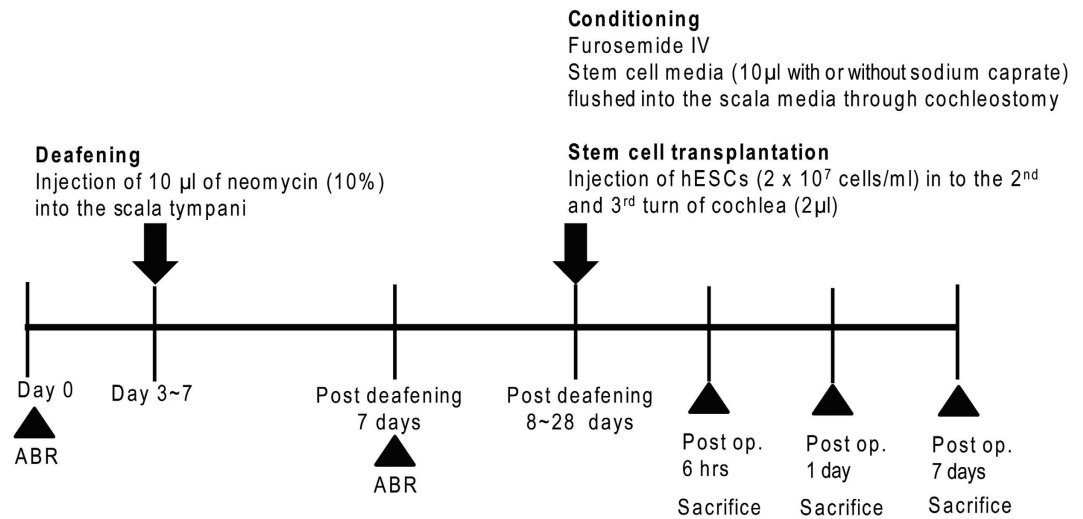 Conditioning
Furosemide IV
Stem cell media (10µl with or without sodium caprate)
flushed into the scala media through cochleostomy
Deafening
Injection of 10 µl of neomycin (10%)
into the scala tympani
Stem cell transplantation
Injection of hESCs (2 x 10⁷ cells/ml) in to the 2ⁿᵈ
and 3ʳᵈ turn of cochlea (2µl)
Day 0
ABR
Day 3~7
Post deafening
7 days
ABR
Post deafening
8~28 days
Post op.
6 hrs
Sacrifice
Post op.
1 day
Sacrifice
Post op.
7 days
Sacrifice